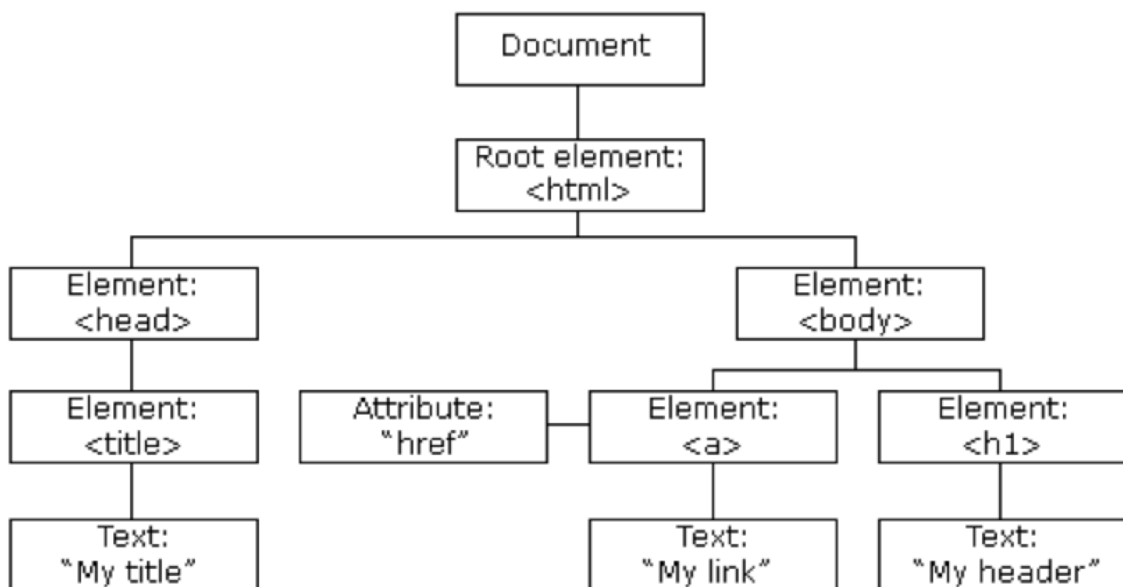 Document
Root element:
<html>
Element:
<head>
Element:
<body>
Element:
<title>
Attribute:
“href”
Element:
<a>
Element:
<h1>
Text:
“My title”
Text:
“My link”
Text:
“My header”